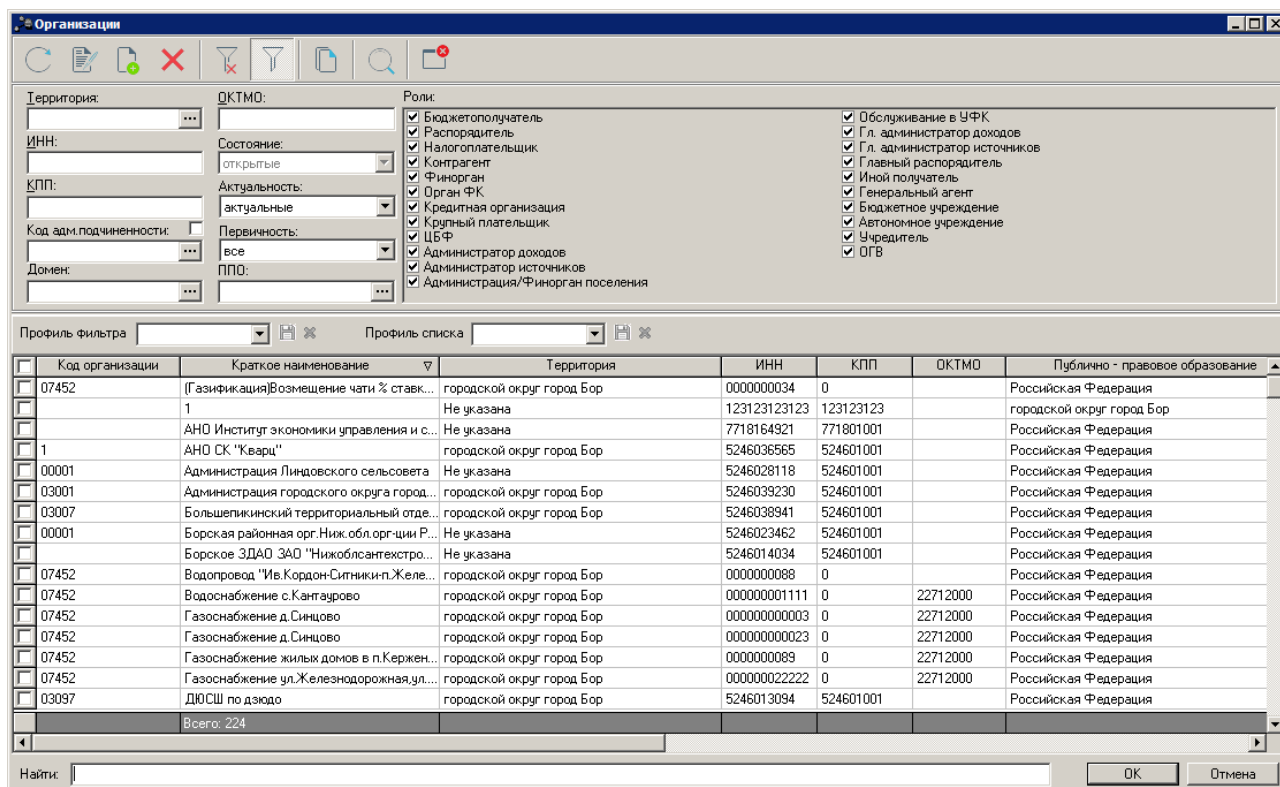 Организации
Территория:
ОКТМО:
Роли:
ИНН:
Состояние:
открытые
КПП:
Актуальность:
актуальные
Код адм.подчиненности:
Первичность:
все
Домен:
ППО:
Бюджетополучатель
Распорядитель
Налогоплательщик
Контрагент
Финорган
Орган ФК
Кредитная организация
Крупный плательщик
ЦБФ
Администратор доходов
Администратор источников
Администрация/Финорган поселения
Обслуживание в УФК
Гл. администратор доходов
Гл. администратор источников
Главный распорядитель
Иной получатель
Генеральный агент
Бюджетное учреждение
Автономное учреждение
Учредитель
ОГВ
Профиль фильтра Профиль списка
Код организации Краткое наименование Территория ИНН КПП ОКТМО Публично - правовое образование
07452 (Газификация)Возмещение чати % ставк... городской округ город Бор 0000000034 0 Российская Федерация
1 Не указана 123123123123 123123123 городской округ город Бор
АНО Институт экономики управления и с... Не указана 7718164921 771801001 Российская Федерация
1 АНО СК "Кварц" городской округ город Бор 5246036565 524601001 Российская Федерация
00001 Администрация Линдовского сельсовета Не указана 5246028118 524601001 Российская Федерация
03001 Администрация городского округа город... городской округ город Бор 5246039230 524601001 Российская Федерация
03007 Большепикинский территориальный отде... городской округ город Бор 5246038941 524601001 Российская Федерация
00001 Борская районная орг.Ниж.обл.орг-ции Р... Не указана 5246023462 524601001 Российская Федерация
Борское ЗДАО ЗАО "Нижоблсантехстро... Не указана 5246014034 524601001 Российская Федерация
07452 Водопровод "Ив.Кордон-Ситники-п.Желе... городской округ город Бор 0000000088 0 Российская Федерация
07452 Водоснабжение с.Кантаурово городской округ город Бор 000000001111 0 22712000 Российская Федерация
07452 Газоснабжение д.Синцово городской округ город Бор 000000000003 0 22712000 Российская Федерация
07452 Газоснабжение д.Синцово городской округ город Бор 000000000023 0 22712000 Российская Федерация
07452 Газоснабжение жилых домов в п.Кержен... городской округ город Бор 0000000089 0 22712000 Российская Федерация
07452 Газоснабжение ул.Железнодорожная,ул.... городской округ город Бор 000000022222 0 22712000 Российская Федерация
03097 ДЮСШ по дзюдо городской округ город Бор 5246013094 524601001 Российская Федерация
Всего: 224
Найти: OK Отмена